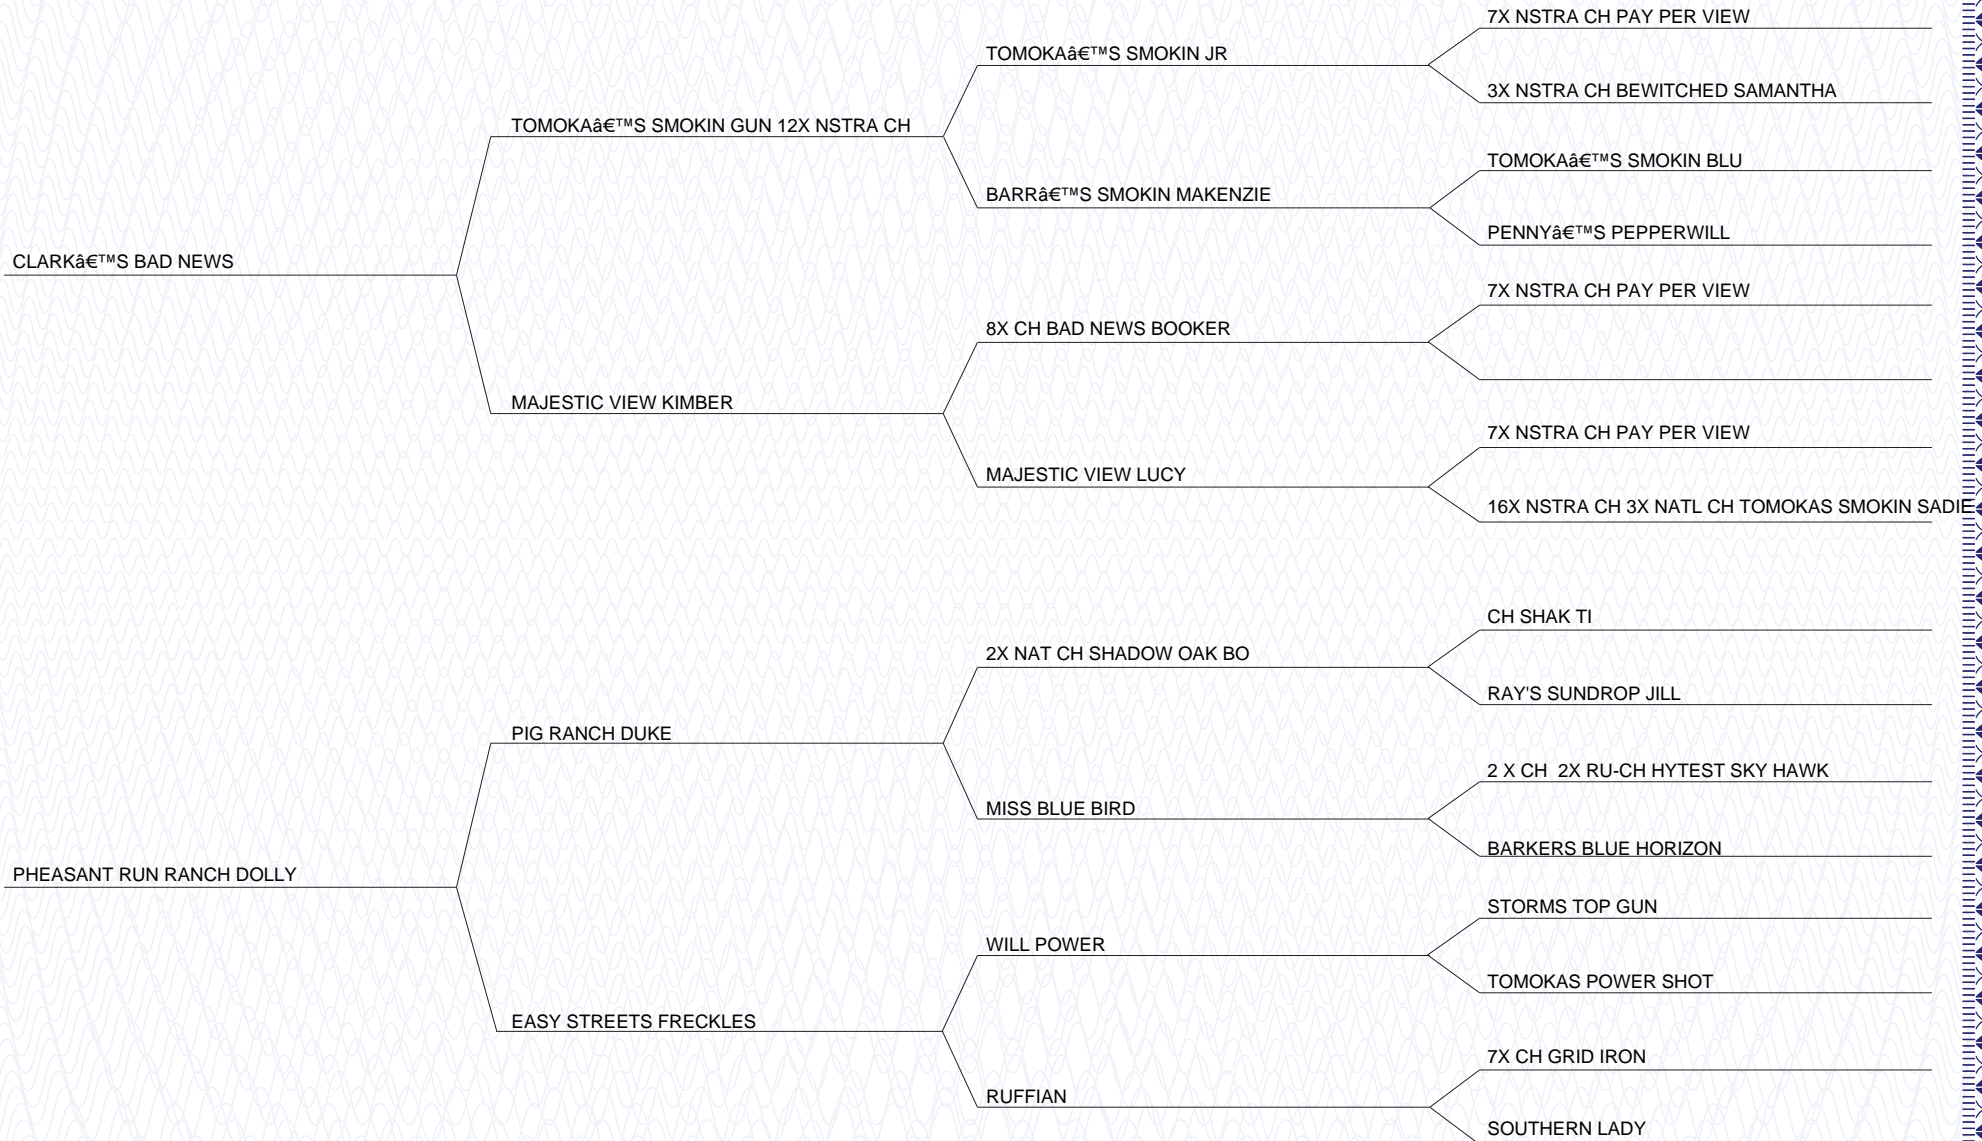 7X NSTRA CH PAY PER VIEW
TOMOKAâ€™S SMOKIN JR
3X NSTRA CH BEWITCHED SAMANTHA
TOMOKAâ€™S SMOKIN GUN 12X NSTRA CH
TOMOKAâ€™S SMOKIN BLU
BARRâ€™S SMOKIN MAKENZIE
PENNYâ€™S PEPPERWILL
CLARKâ€™S BAD NEWS
7X NSTRA CH PAY PER VIEW
8X CH BAD NEWS BOOKER
MAJESTIC VIEW KIMBER
7X NSTRA CH PAY PER VIEW
MAJESTIC VIEW LUCY
16X NSTRA CH 3X NATL CH TOMOKAS SMOKIN SADIE
CH SHAK TI
2X NAT CH SHADOW OAK BO
RAY'S SUNDROP JILL
PIG RANCH DUKE
2 X CH  2X RU-CH HYTEST SKY HAWK
MISS BLUE BIRD
BARKERS BLUE HORIZON
PHEASANT RUN RANCH DOLLY
STORMS TOP GUN
WILL POWER
TOMOKAS POWER SHOT
EASY STREETS FRECKLES
7X CH GRID IRON
RUFFIAN
SOUTHERN LADY